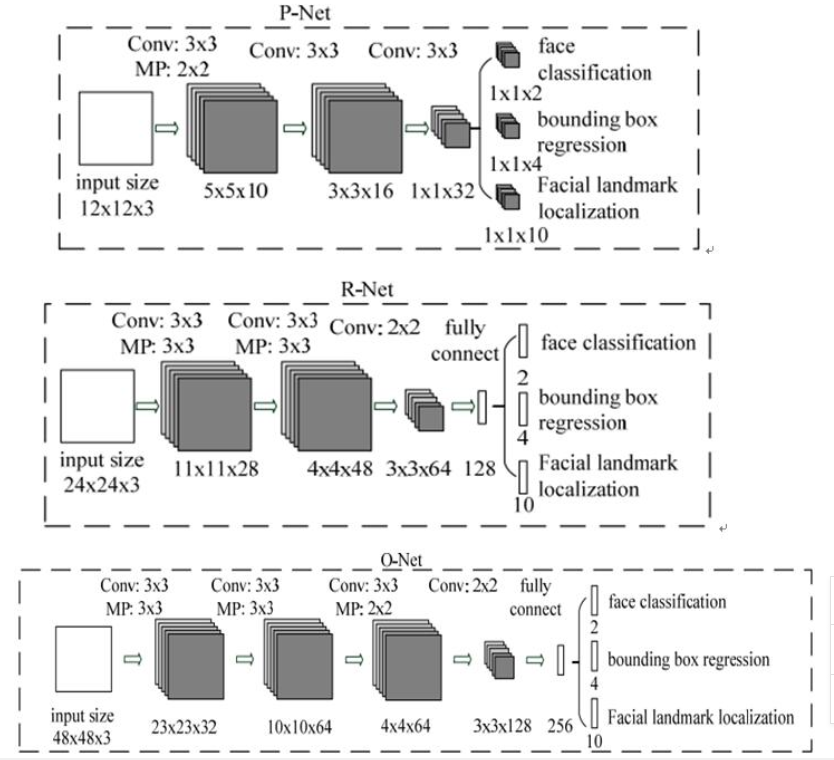 P-Net
Conv: 3x3
MP: 2x2
Conv: 3x3
Conv: 3x3
face
classification
1x1x2
bounding box
regression
1x1x4
Facial landmark
localization
1x1x10
input size
12x12x3
5x5x10
3x3x16
1x1x32
R-Net
Conv: 3x3
MP: 3x3
Conv: 3x3
MP: 3x3
Conv: 2x2
fully
connect
face classification
2
bounding box
regression
4
Facial landmark
localization
10
input size
24x24x3
11x11x28
4x4x48
3x3x64
128
O-Net
Conv: 3x3
MP: 3x3
Conv: 3x3
MP: 3x3
Conv: 3x3
MP: 2x2
Conv: 2x2
fully
connect
face classification
2
bounding box regression
4
Facial landmark localization
10
input size
48x48x3
23x23x32
10x10x64
4x4x64
3x3x128
256